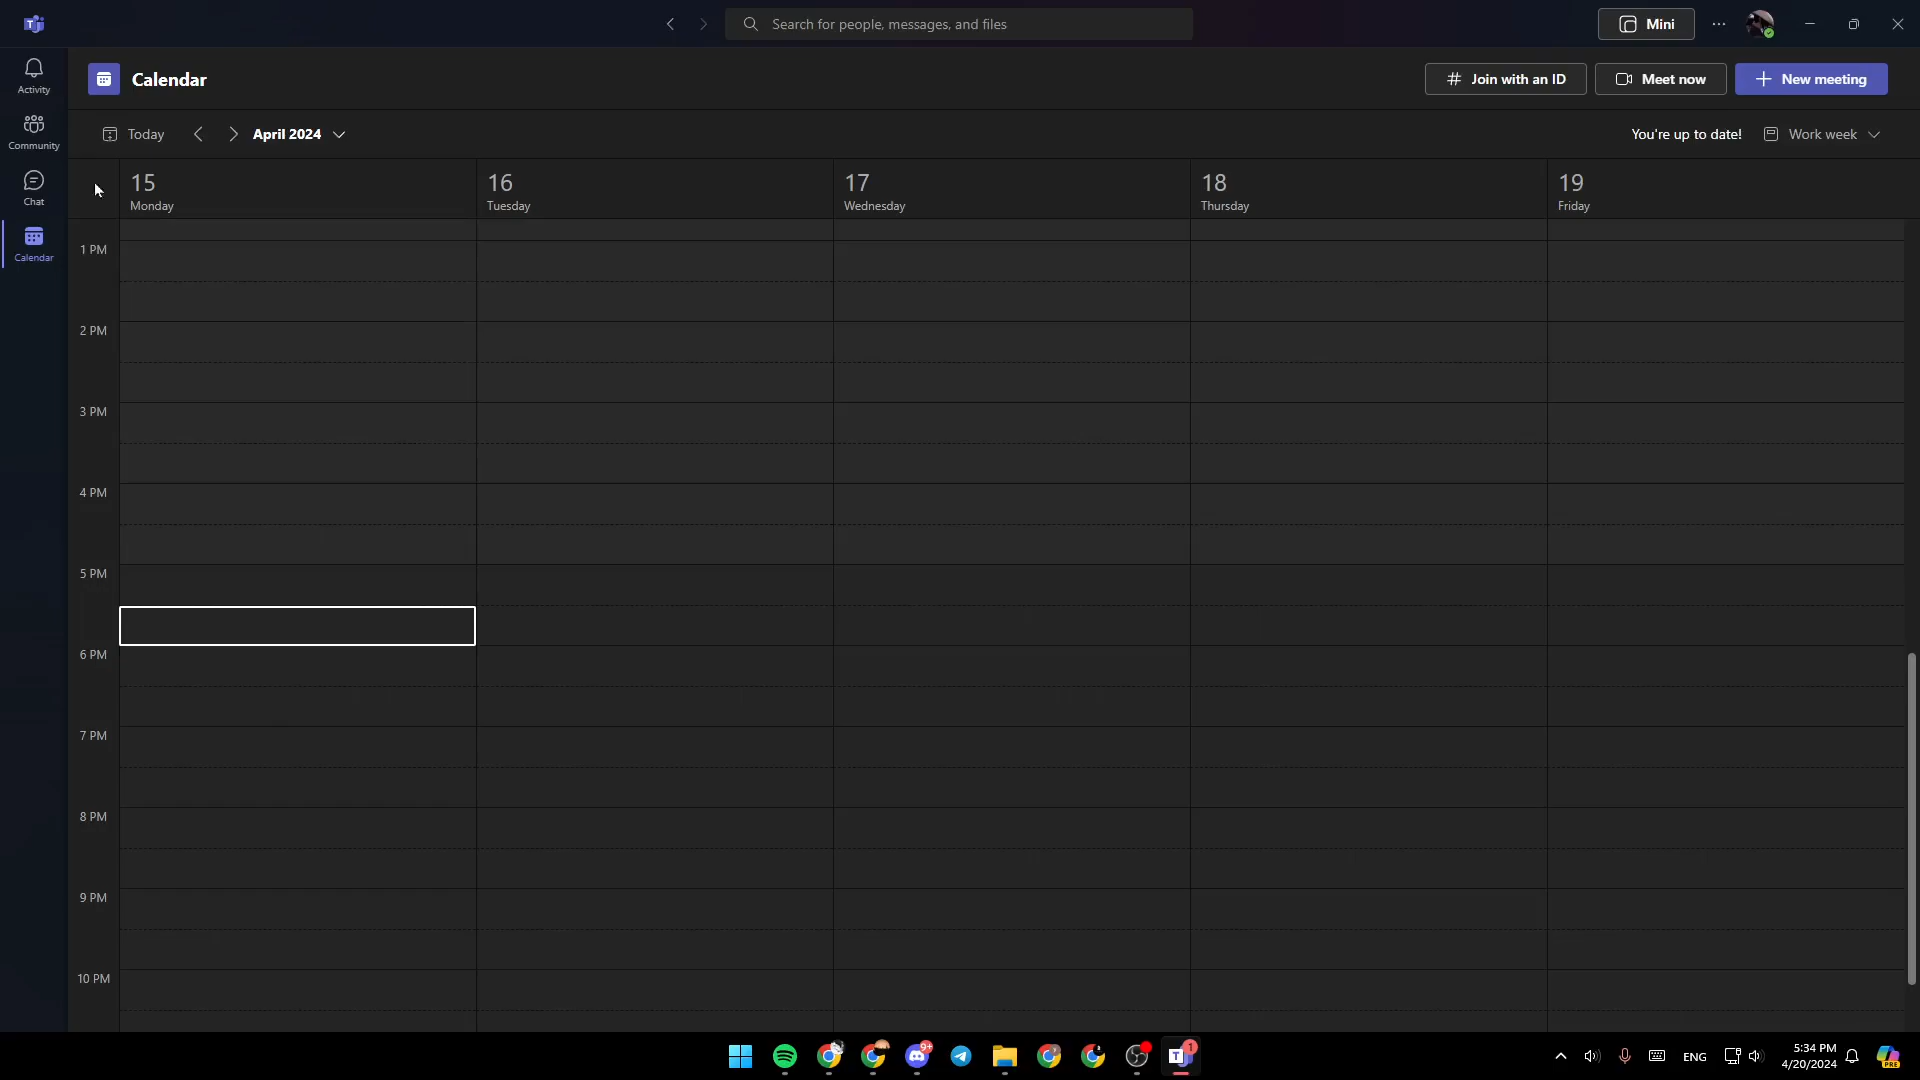 Search for people, messages, and files
Mini
Activity
Community
Chat
Calendar
Calendar
Join with an ID
Meet now
New meeting
Today
April 2024
You're up to date!
Work week
15
Monday
16
Tuesday
17
Wednesday
18
Thursday
19
Friday
1 PM
2 PM
3 PM
4 PM
5 PM
6 PM
7 PM
8 PM
9 PM
10 PM
9+
1
ENG
5:34 PM
4/20/2024
PRE